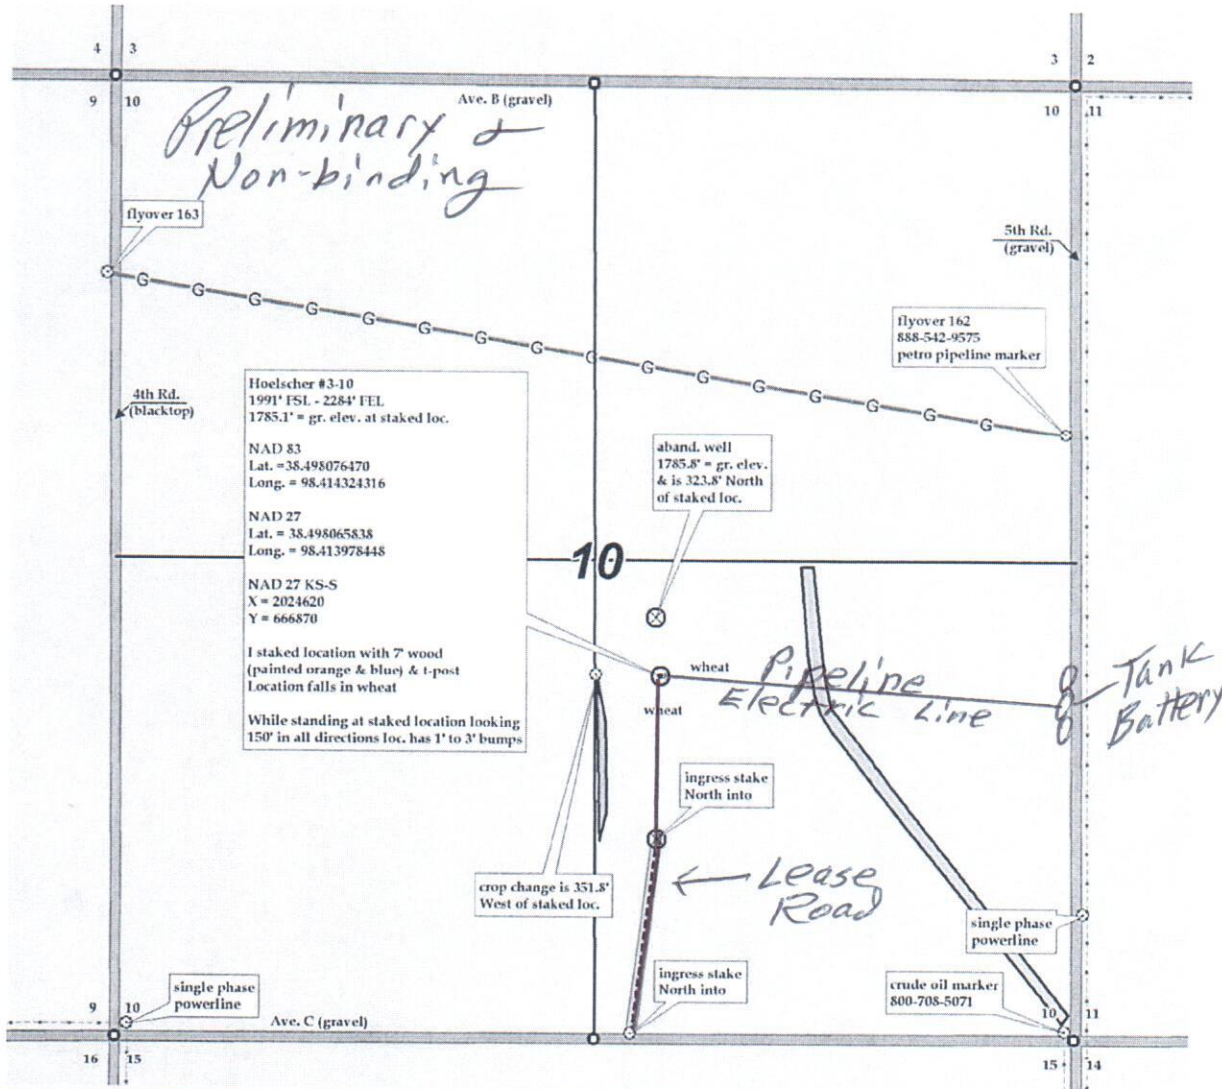 4 3
3 2
9 10
10 11
Ave. B (gravel)
Preliminary &
Non-binding
flyover 163
5th Rd.
(gravel)
G G G G G G G G G G G G G G G G
flyover 162
888-542-9575
petro pipeline marker
4th Rd.
(blacktop)
Hoelscher #3-10
1991' FSL - 2284' FEL
1785.1' = gr. elev. at staked loc.
NAD 83
Lat. =38.498076470
Long. = 98.414324316
NAD 27
Lat. = 38.498065838
Long. = 98.413978448
NAD 27 KS-S
X = 2024620
Y = 666870
I staked location with 7' wood
(painted orange & blue) & t-post
Location falls in wheat
While standing at staked location looking
150' in all directions loc. has 1' to 3' bumps
aband. well
1785.8' = gr. elev.
& is 323.8' North
of staked loc.
10
wheat
wheat
Pipeline
Electric Line
Tank
Battery
ingress stake
North into
crop change is 351.8'
West of staked loc.
Lease
Road
single phase
powerline
ingress stake
North into
crude oil marker
800-708-5071
single phase
powerline
9 10
10 11
Ave. C (gravel)
16 15
15 14